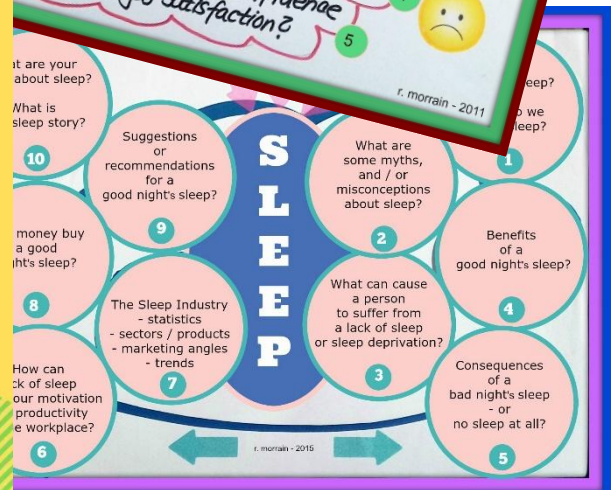 influence
satisfaction?
5
r. morrain - 2011
SLEEP
eep?
we
leep?
1
What are
some myths,
and / or
misconceptions
about sleep?
2
What can cause
a person
to suffer from
a lack of sleep
or sleep deprivation?
3
Benefits
of a
good night's sleep?
4
Consequences
of a
bad night's sleep
- or
no sleep at all?
5
How can
ck of sleep
our motivation
productivity
e workplace?
6
The Sleep Industry
- statistics
- sectors / products
- marketing angles
- trends
7
money buy
a good
ght's sleep?
8
Suggestions
or
recommendations
for a
good night's sleep?
9
at are your
about sleep?
What is
sleep story?
10
r. morrain - 2015